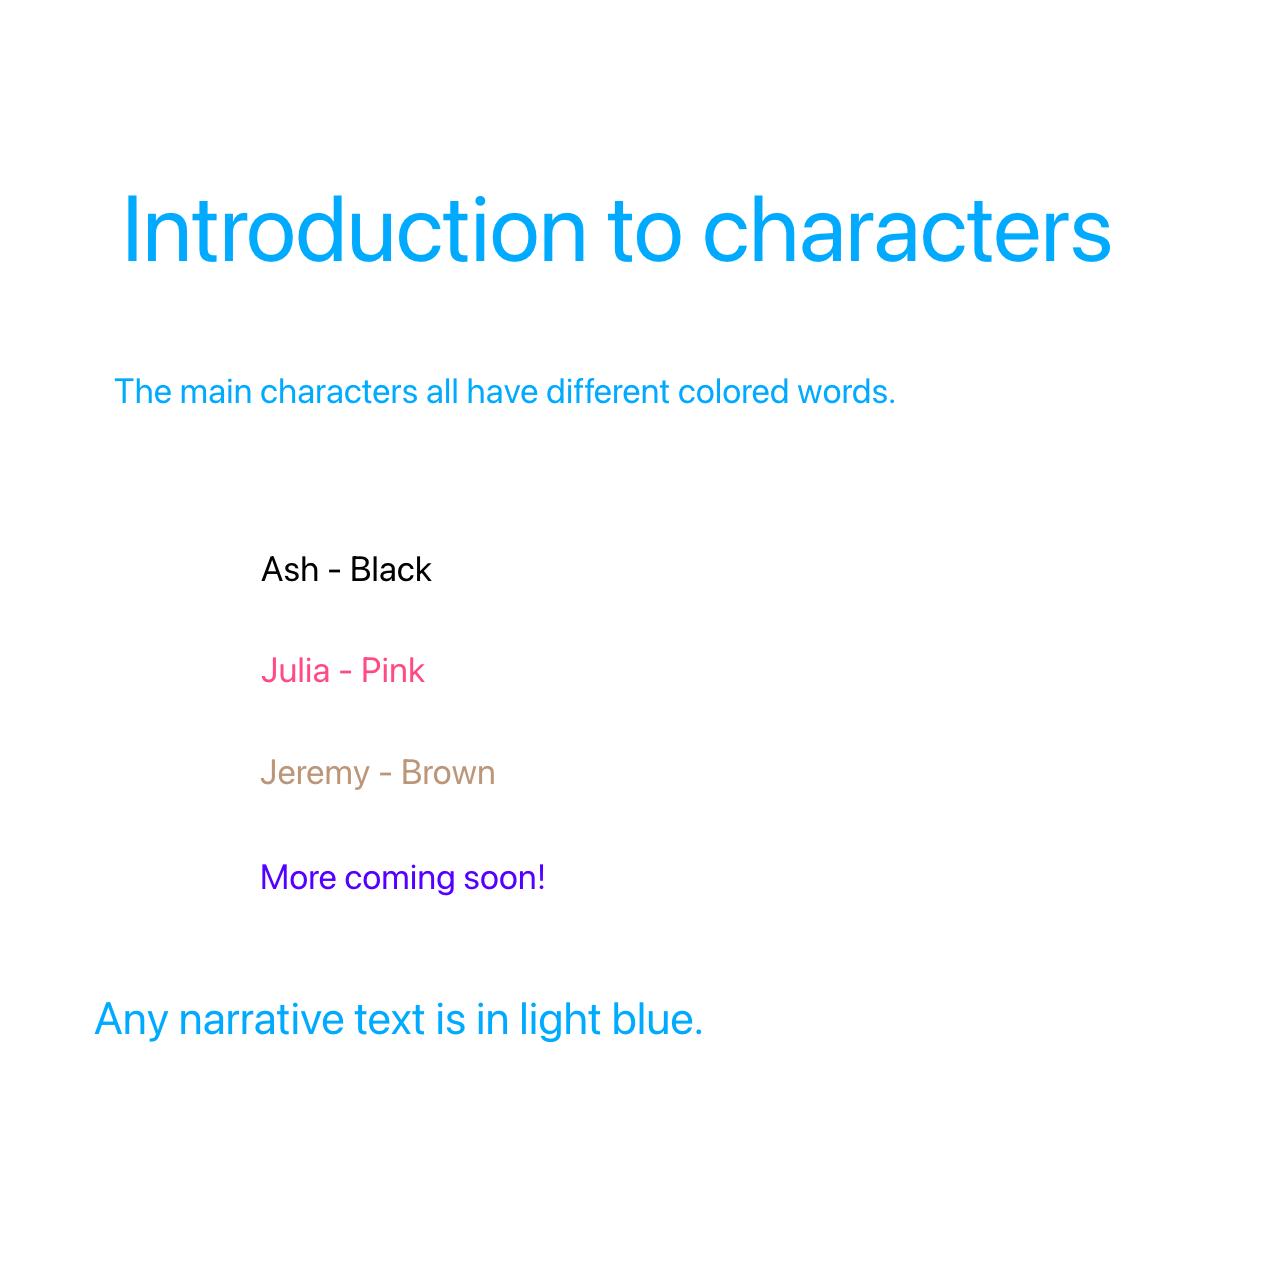 Introduction to characters
The main characters all have different colored words.
Ash - Black
Julia - Pink
Jeremy - Brown
More coming soon!
Any narrative text is in light blue.